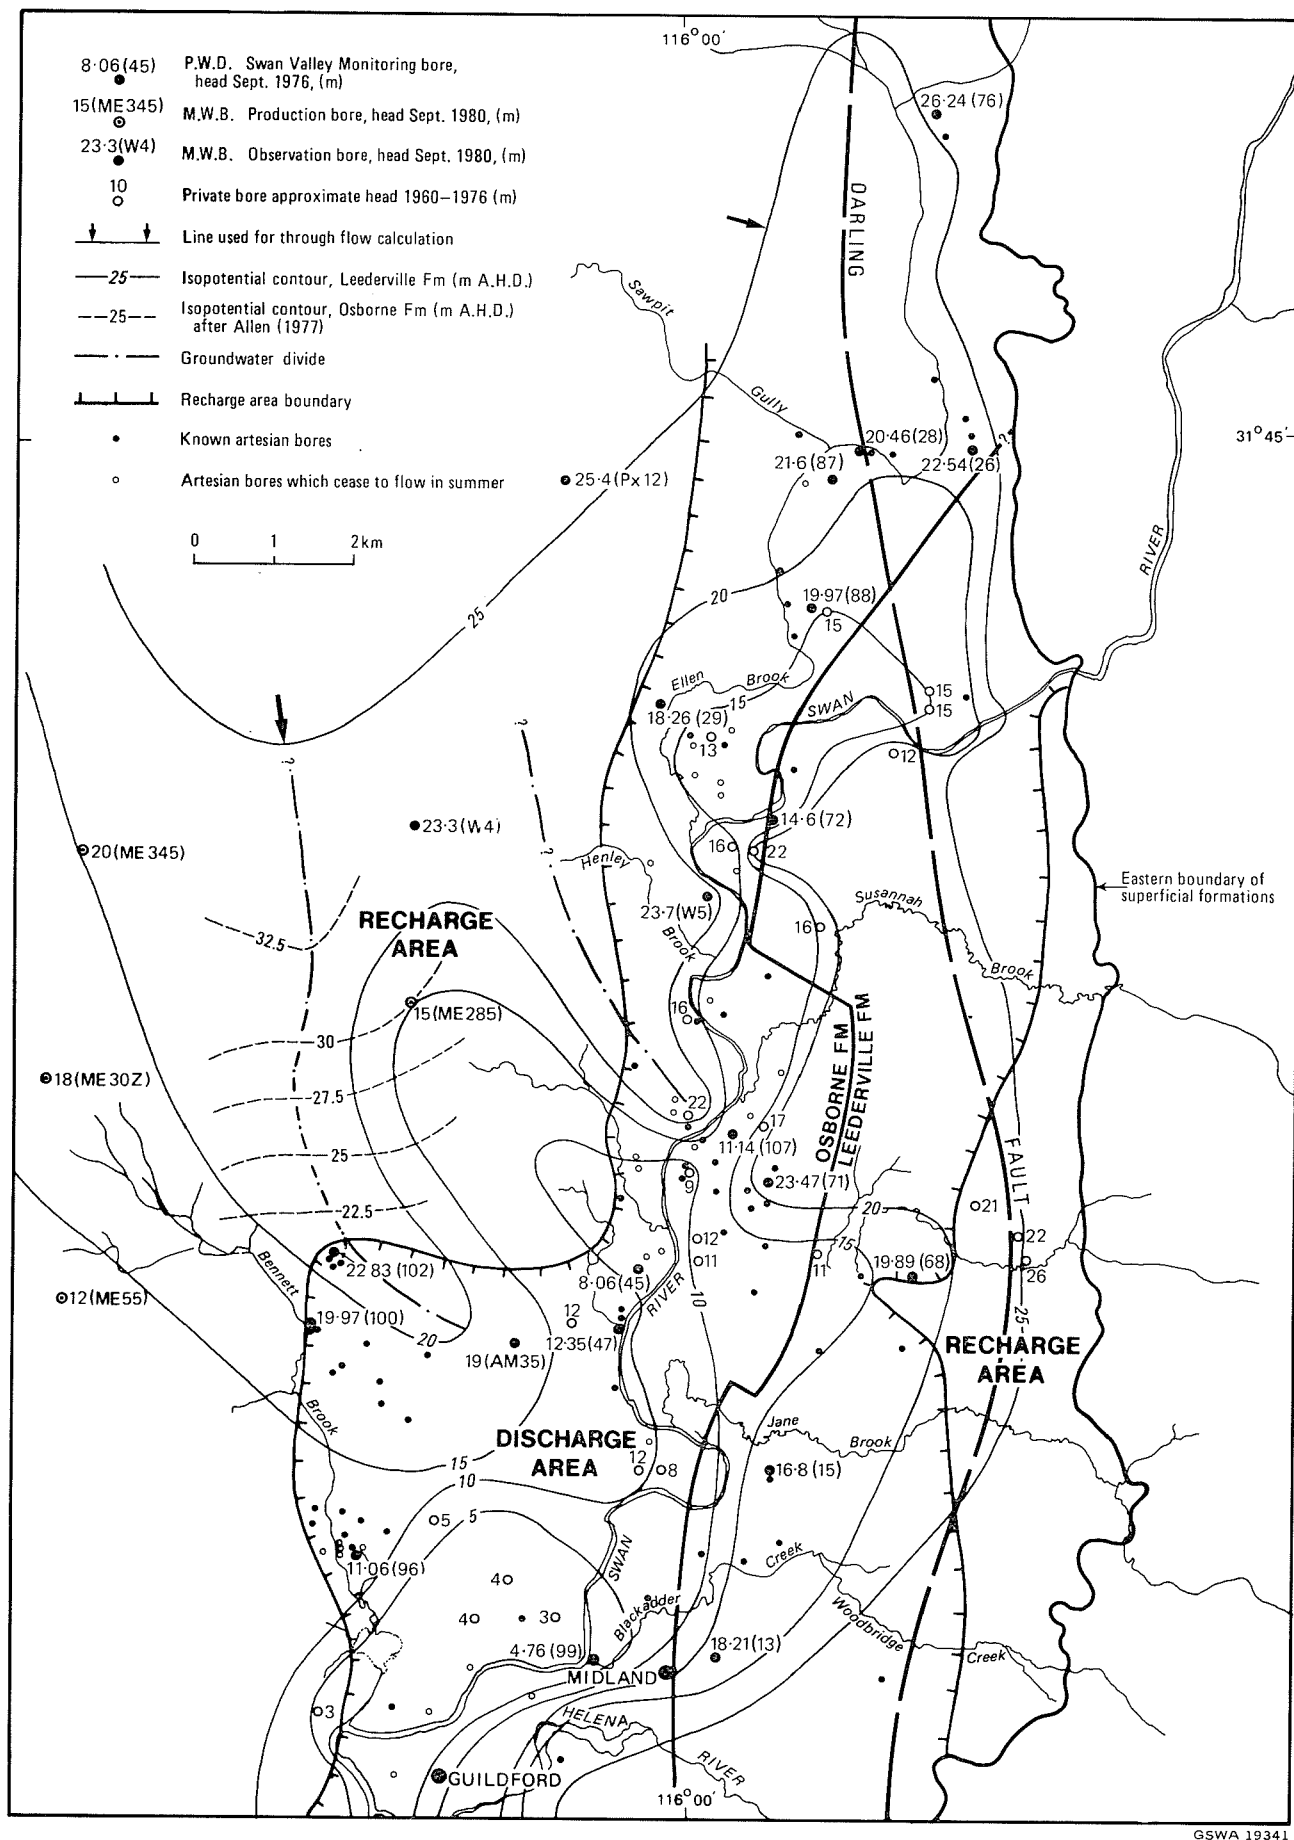 116°00'
8·06(45)
P.W.D. Swan Valley Monitoring bore,
head Sept. 1976, (m)
15(ME345)
M.W.B. Production bore, head Sept. 1980, (m)
23·3(W4)
M.W.B. Observation bore, head Sept. 1980, (m)
10
Private bore approximate head 1960–1976 (m)
Line used for through flow calculation
25
Isopotential contour, Leederville Fm (m A.H.D.)
25
Isopotential contour, Osborne Fm (m A.H.D.)
after Allen (1977)
Groundwater divide
Recharge area boundary
Known artesian bores
Artesian bores which cease to flow in summer
0 1 2km
26·24(76)
DARLING
Sawpit
Gully
31°45'
?
20·46(28)
21·6(87)
22·54(26)
25·4(Px12)
RIVER
20
19·97(88)
15
25
Ellen
Brook
15
15
15
SWAN
18·26(29)
13
12
?
?
14·6(72)
23·3(W4)
20(ME345)
?
16
22
Henley
23·7(W5)
Brook
Susannah
Brook
Eastern boundary of
superficial formations
RECHARGE
AREA
32.5
16
15(ME285)
16
30
OSBORNE FM
LEEDERVILLE FM
18(ME30Z)
27.5
22
17
11·14(107)
FAULT
25
9
23·47(71)
22.5
20
21
12
15
22
Bennett
22 83(102)
11
11
19·89(68)
26
8·06(45)
RIVER
10
12(ME55)
19·97(100)
12
12·35(47)
25
20
19(AM35)
RECHARGE
AREA
Brook
DISCHARGE
AREA
Jane
Brook
15
12
8
16·8(15)
10
5
5
11·06(96)
SWAN
Creek
4
4
3
Blackadder
Woodbridge
Creek
4·76(99)
18·21(13)
MIDLAND
3
HELENA
RIVER
GUILDFORD
116°00'
GSWA 19341